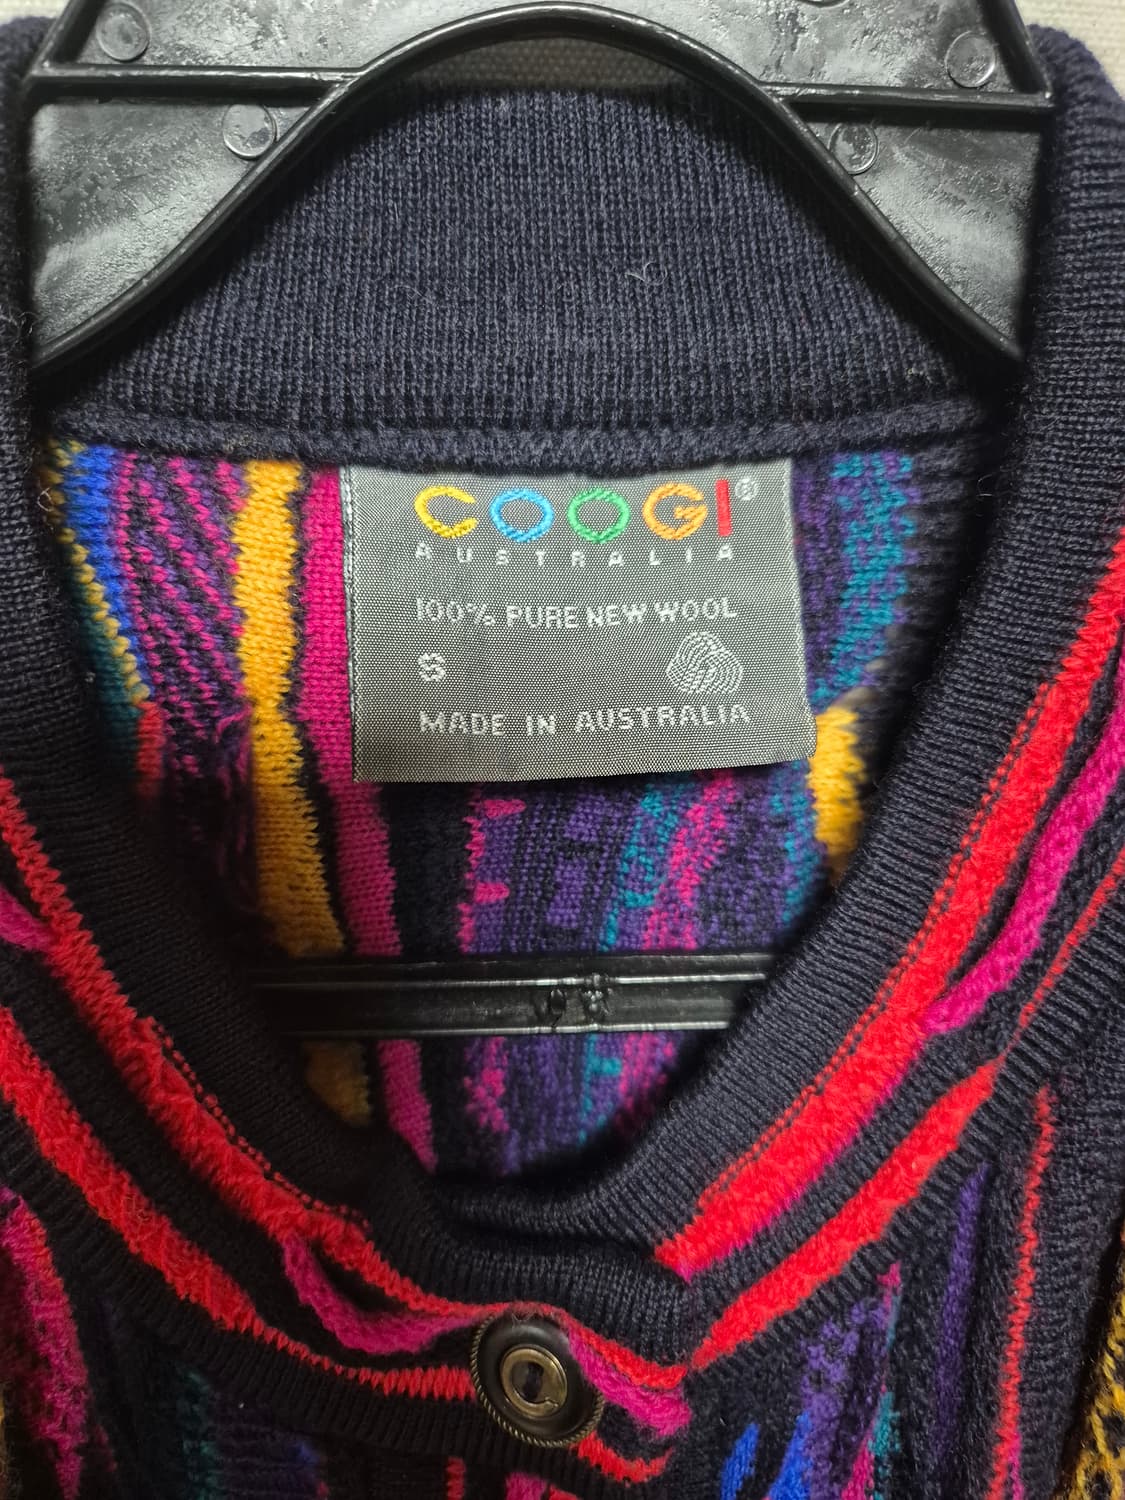 COOGI®
AUSTRALIA
100% PURE NEW WOOL
S
MADE IN AUSTRALIA